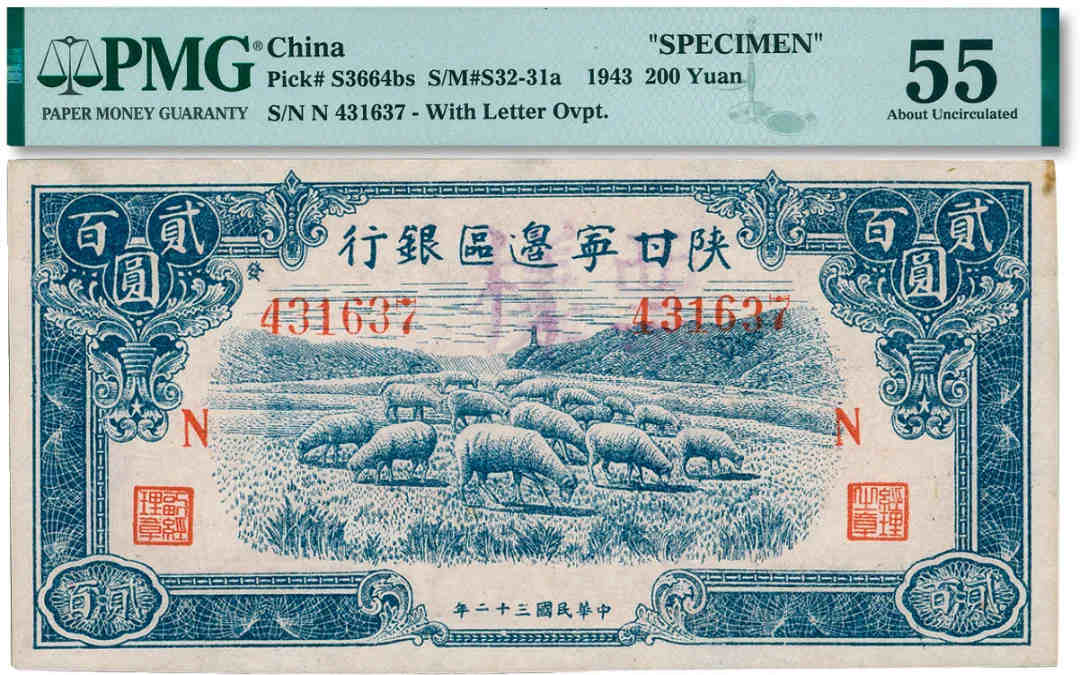 PMG®
PAPER MONEY GUARANTY
China
"SPECIMEN"
Pick# S3664bs S/M#S32-31a 1943 200 Yuan
S/N N 431637 - With Letter Ovpt.
55
About Uncirculated
貳百圓
貳百圓
陝甘寧邊區銀行
發
431637
431637
N
N
經理之章
副經理章
貳百
貳百
中華民國三十二年